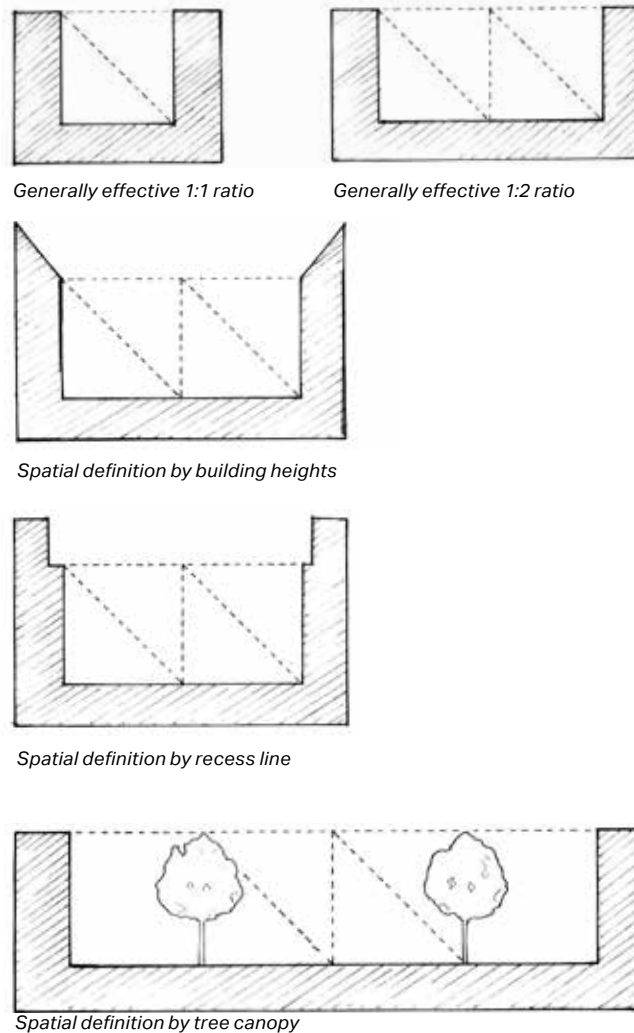 Generally effective 1:1 ratio
Generally effective 1:2 ratio
Spatial definition by building heights
Spatial definition by recess line
Spatial definition by tree canopy